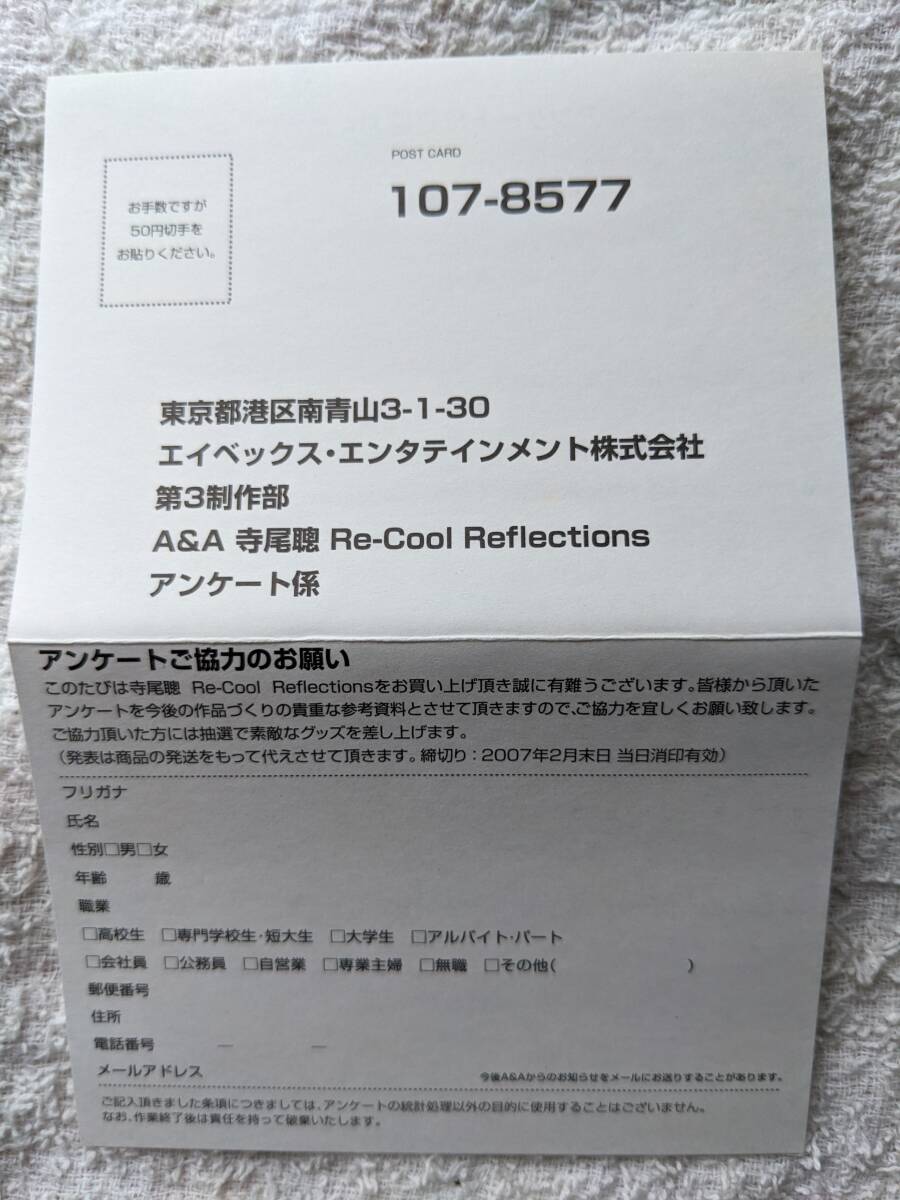 POST CARD
107-8577
お手数ですが
50円切手を
お貼りください。
東京都港区南青山3-1-30
エイベックス・エンタテインメント株式会社
第3制作部
A&A 寺尾聰 Re-Cool Reflections
アンケート係
アンケートご協力のお願い
このたびは寺尾聰 Re-Cool Reflectionsをお買い上げ頂き誠に有難うございます。皆様から頂いた
アンケートを今後の作品づくりの貴重な参考資料とさせて頂きますので、ご協力を宜しくお願い致します。
ご協力頂いた方には抽選で素敵なグッズを差し上げます。
(発表は商品の発送をもって代えさせて頂きます。締切り:2007年2月末日 当日消印有効)
フリガナ
氏名
性別□男□女
年齢 歳
職業
□高校生 □専門学校生・短大生 □大学生 □アルバイト・パート
□会社員 □公務員 □自営業 □専業主婦 □無職 □その他( )
郵便番号
住所
電話番号 — —
メールアドレス
今後A&Aからのお知らせをメールにお送りすることがあります。
ご記入頂きました条項につきましては、アンケートの統計処理以外の目的に使用することはございません。
なお、作業終了後は責任を持って破棄いたします。